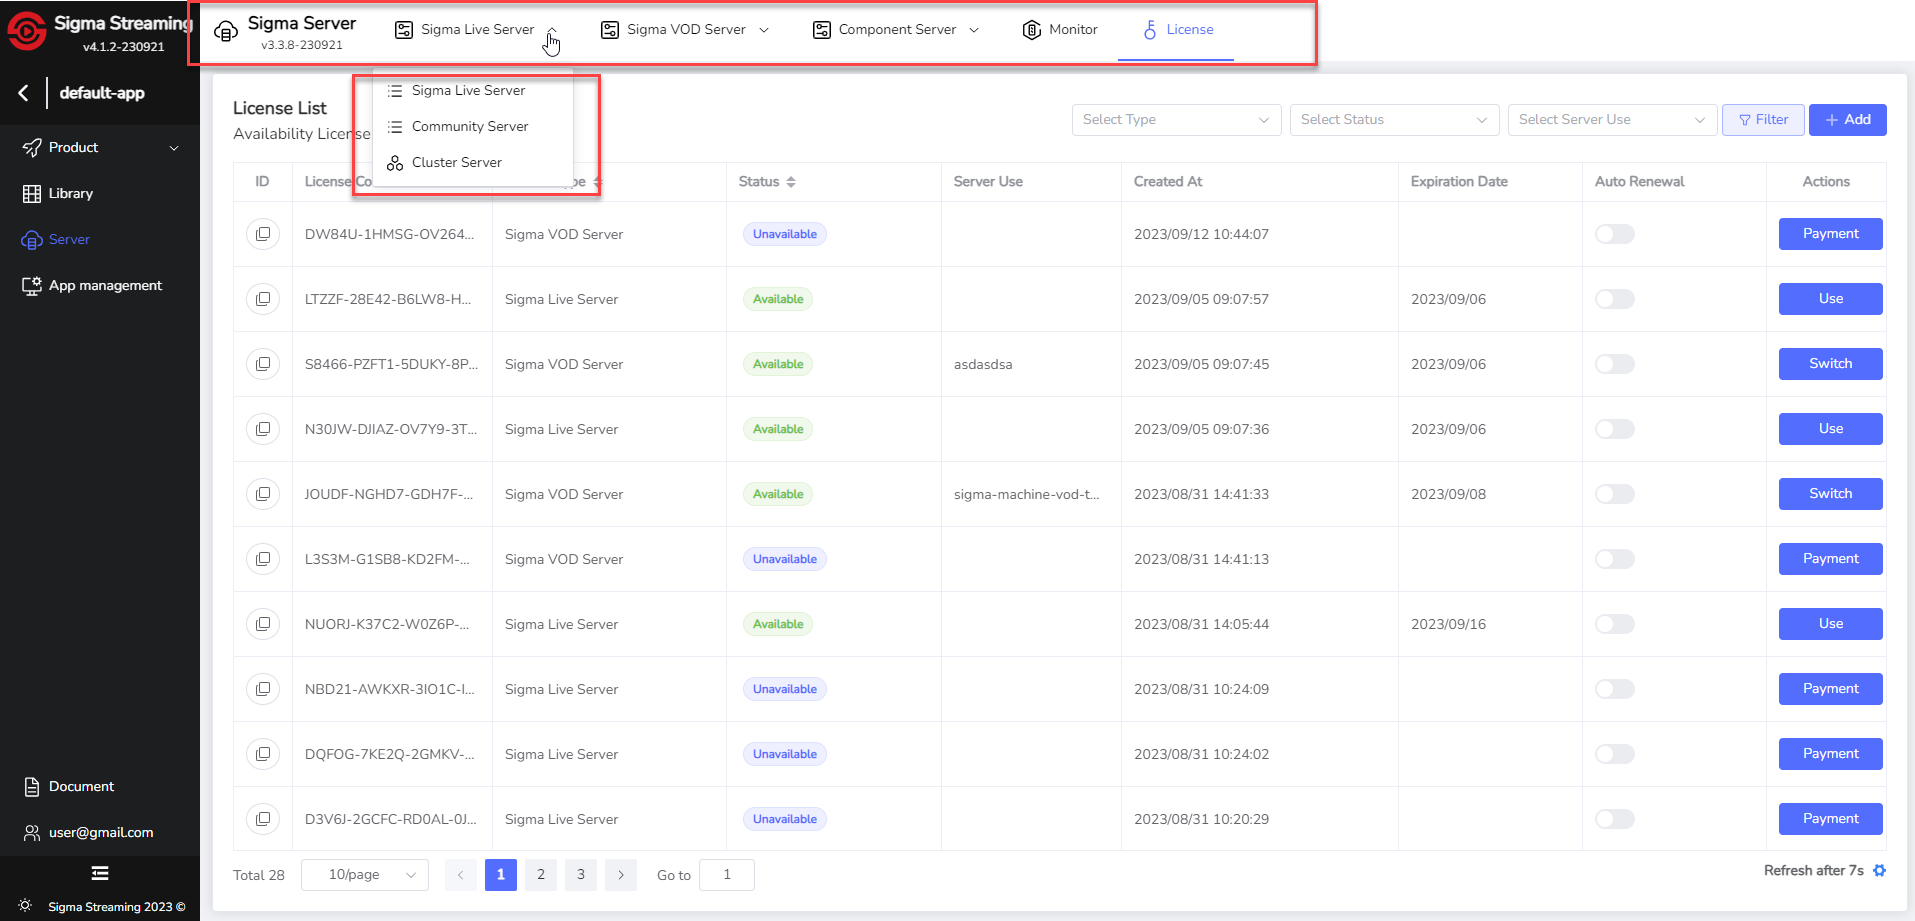 Sigma Streaming
v4.1.2-230921
default-app
Product
Library
Server
App management
Document
user@gmail.com
Sigma Streaming 2023 ©
Sigma Server
v3.3.8-230921
Sigma Live Server
Sigma VOD Server
Component Server
Monitor
License
Sigma Live Server
Community Server
Cluster Server
License List
Availability License
Select Type
Select Status
Select Server Use
Filter
+ Add
ID License Co pe Status Server Use Created At Expiration Date Auto Renewal Actions
DW84U-1HMSG-OV264... Sigma VOD Server Unavailable 2023/09/12 10:44:07 Payment
LTZZF-28E42-B6LW8-H... Sigma Live Server Available 2023/09/05 09:07:57 2023/09/06 Use
S8466-PZFT1-5DUKY-8P... Sigma VOD Server Available asdasdsa 2023/09/05 09:07:45 2023/09/06 Switch
N30JW-DJIAZ-OV7Y9-3T... Sigma Live Server Available 2023/09/05 09:07:36 2023/09/06 Use
JOUDF-NGHD7-GDH7F-... Sigma VOD Server Available sigma-machine-vod-t... 2023/08/31 14:41:33 2023/09/08 Switch
L3S3M-G1SB8-KD2FM-... Sigma VOD Server Unavailable 2023/08/31 14:41:13 Payment
NUORJ-K37C2-W0Z6P-... Sigma Live Server Available 2023/08/31 14:05:44 2023/09/16 Use
NBD21-AWKXR-3IO1C-I... Sigma Live Server Unavailable 2023/08/31 10:24:09 Payment
DQFOG-7KE2Q-2GMKV-... Sigma Live Server Unavailable 2023/08/31 10:24:02 Payment
D3V6J-2GCFC-RD0AL-0J... Sigma Live Server Unavailable 2023/08/31 10:20:29 Payment
Total 28 10/page < 1 2 3 > Go to 1
Refresh after 7s